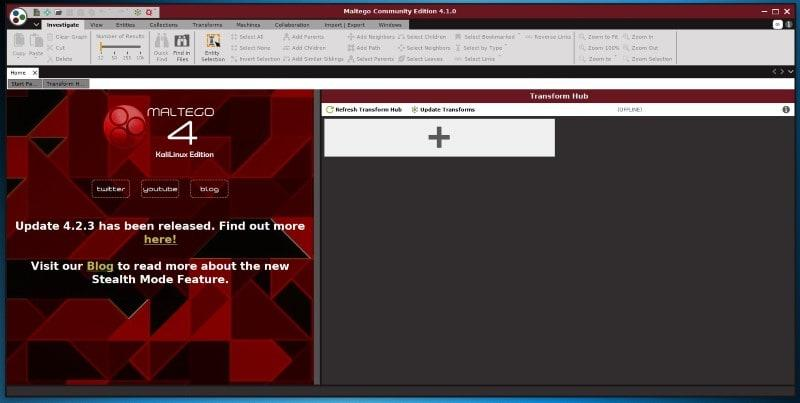 Maltego Community Edition 4.1.0
Investigate View Entities Collections Transforms Machines Collaboration Import | Export Windows
Copy Paste Clear Graph Cut Delete
Number of Results
12 50 255 10k
Quick Find
Find in Files
Entity Selection
Select All Select None Invert Selection
Add Parents Add Children Add Similar Siblings
Add Neighbors Add Path Select Parents
Select Children Select Neighbors Select Leaves
Select Bookmarked Select by Type Select Links
Reverse Links
Zoom to Fit Zoom 100% Zoom to
Zoom In Zoom Out Zoom Selection
Home
Start Pa... Transform H...
MALTEGO
4
KaliLinux Edition
twitter youtube blog
Update 4.2.3 has been released. Find out more
here!
Visit our Blog to read more about the new
Stealth Mode Feature.
Transform Hub
Refresh Transform Hub Update Transforms [OFFLINE]